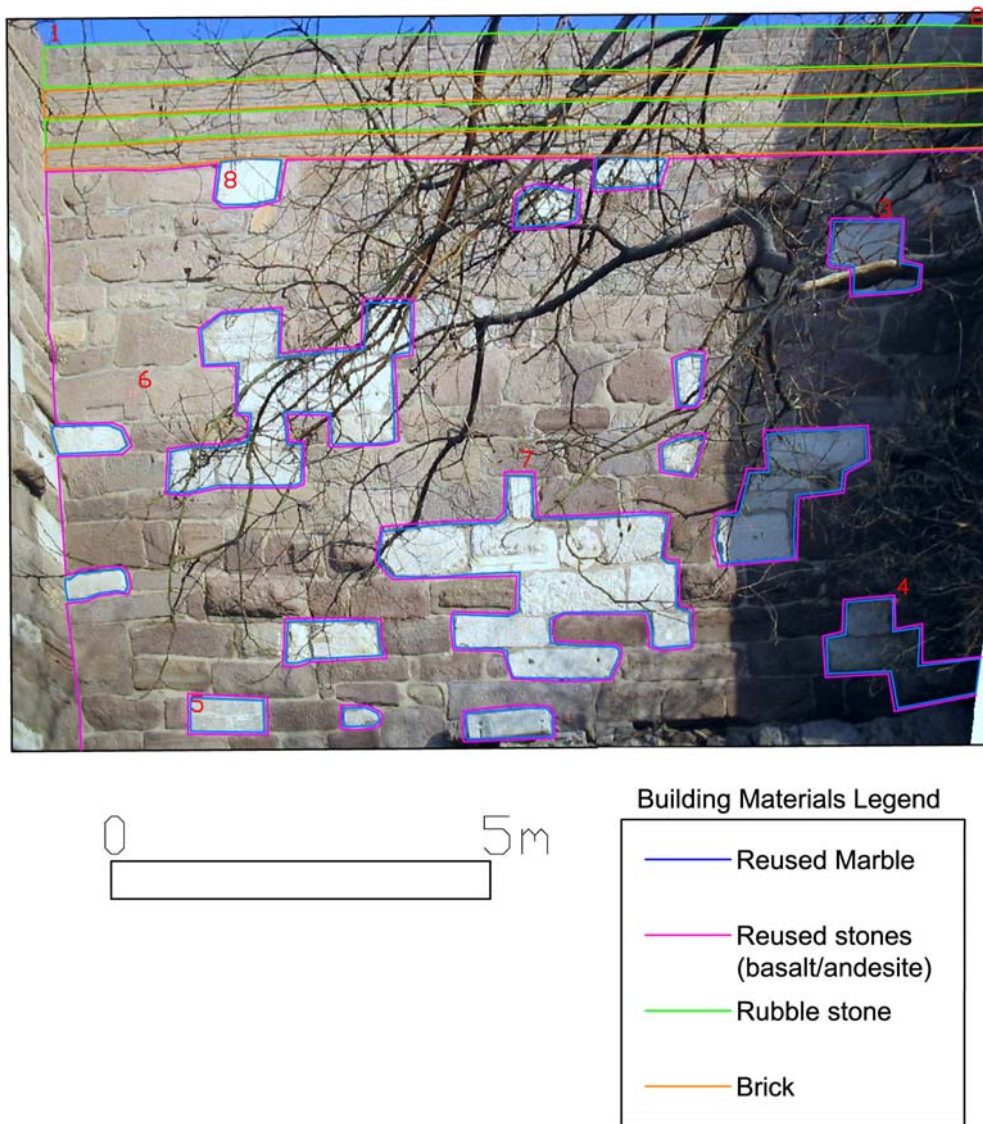 1
2
8
3
6
7
4
5
0 5m
Building Materials Legend
Reused Marble
Reused stones
(basalt/andesite)
Rubble stone
Brick